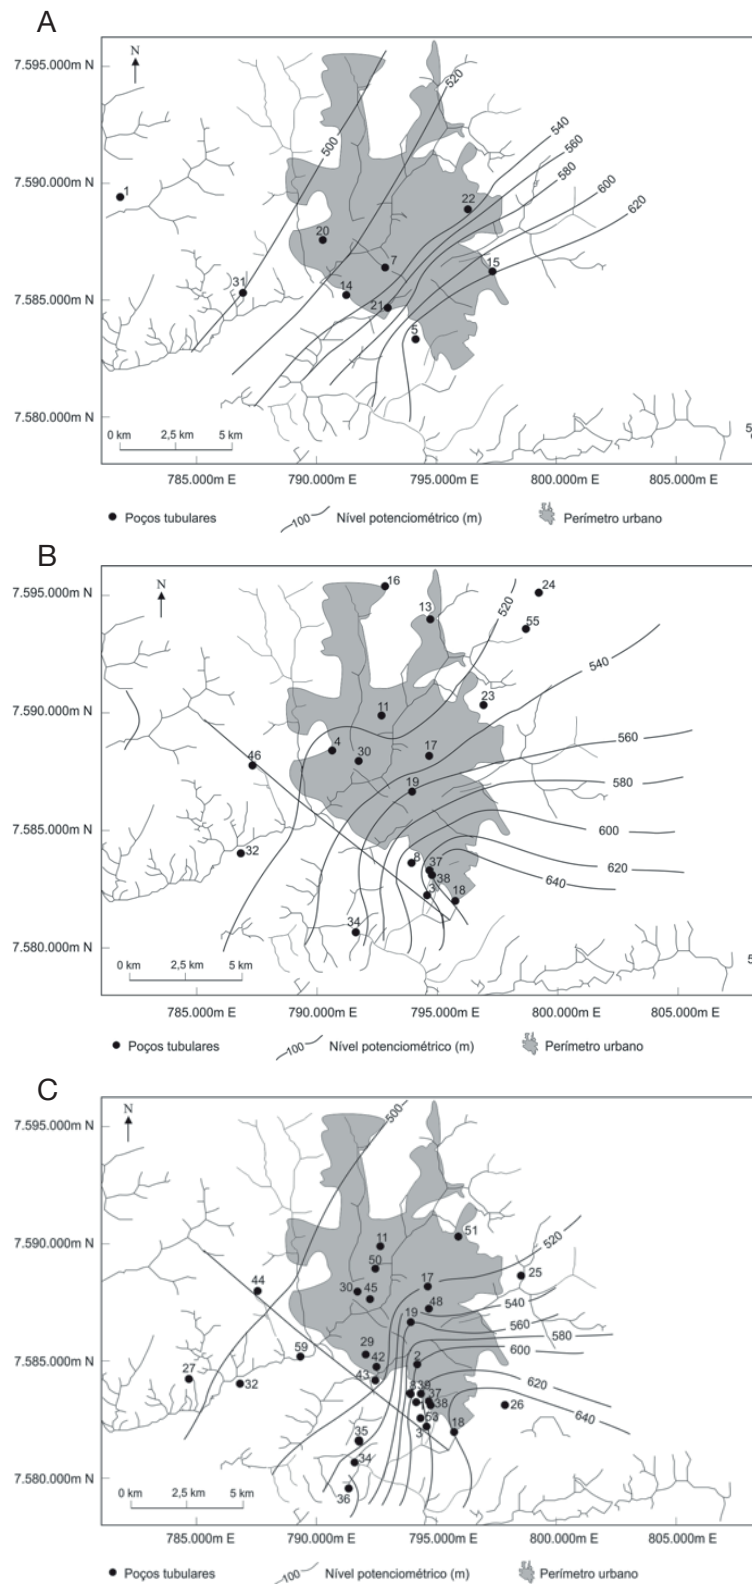 A
N
7.595.000m N
7.590.000m N
7.585.000m N
7.580.000m N
500
520
540
560
580
600
620
1
22
20
7
15
31
14
21
5
0 km 2,5 km 5 km
785.000m E 790.000m E 795.000m E 800.000m E 805.000m E
Poços tubulares -100 Nível potenciométrico (m) Perímetro urbano
B
N
7.595.000m N
7.590.000m N
7.585.000m N
7.580.000m N
16
24
13
520
55
540
23
11
560
4
30
17
46
580
19
600
32
8
37
620
38
640
3
18
34
0 km 2,5 km 5 km
785.000m E 790.000m E 795.000m E 800.000m E 805.000m E
Poços tubulares -100 Nível potenciométrico (m) Perímetro urbano
C
N
7.595.000m N
7.590.000m N
7.585.000m N
7.580.000m N
500
51
520
11
50
25
44
30
45
17
48
540
19
560
580
59
29
2
600
42
27
43
32
620
37
38
26
640
53
3
18
35
34
36
0 km 2,5 km 5 km
785.000m E 790.000m E 795.000m E 800.000m E 805.000m E
Poços tubulares -100 Nível potenciométrico (m) Perímetro urbano